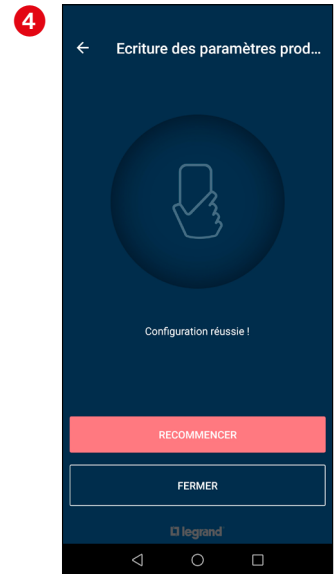 4
Ecriture des paramètres prod...
Configuration réussie !
RECOMMENCER
FERMER
legrand